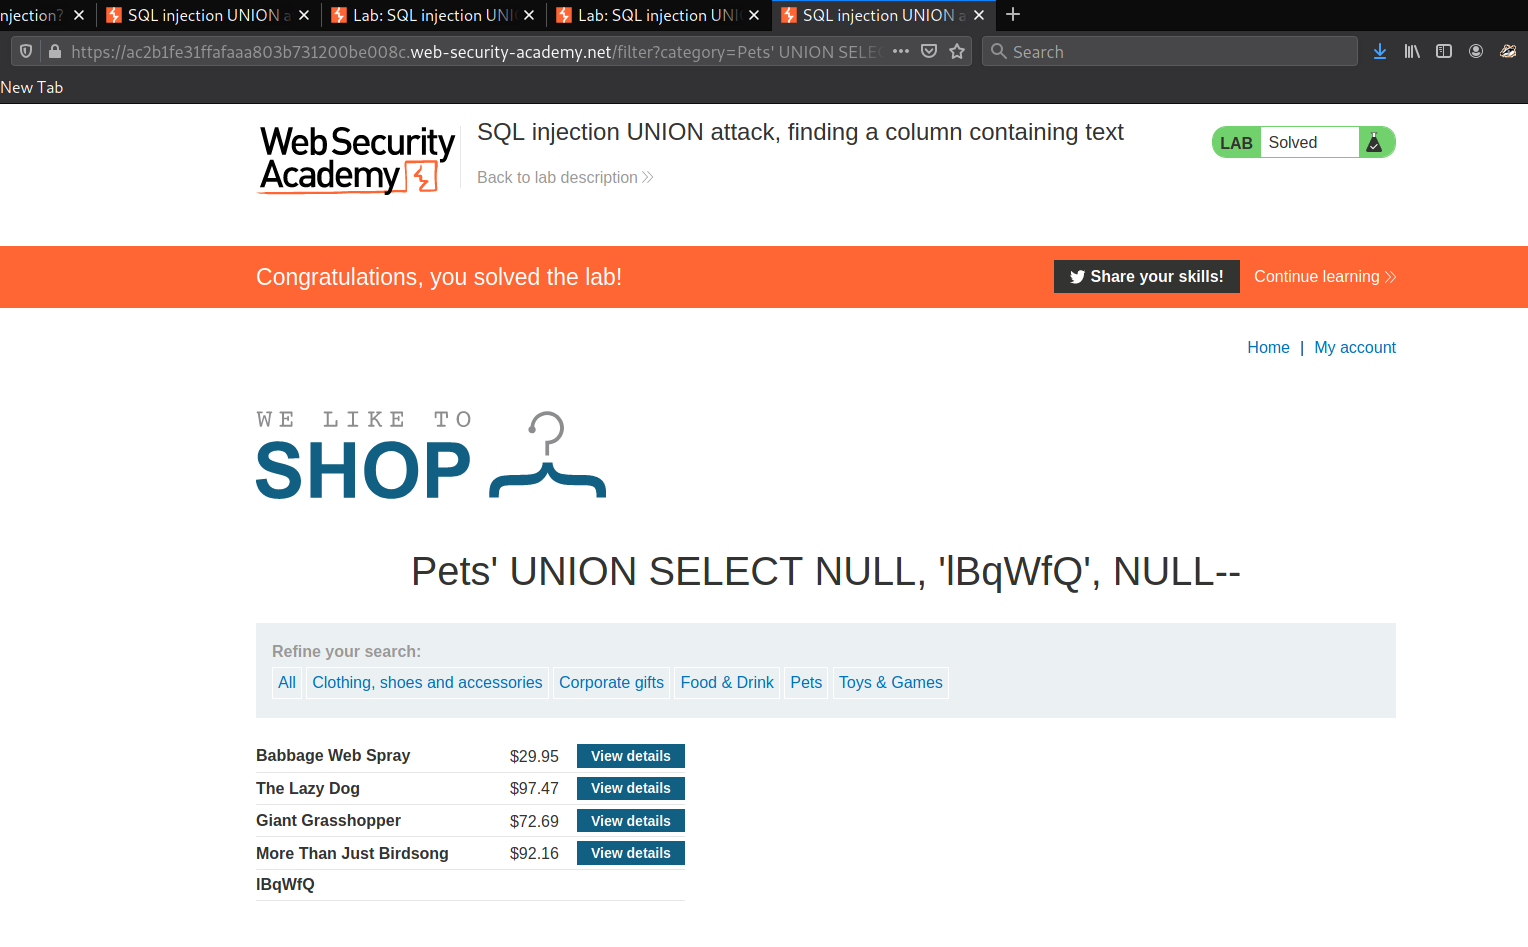 njection?
SQL injection UNION a
Lab: SQL injection UNI
Lab: SQL injection UNI
SQL injection UNION a
https://ac2b1fe31ffafaaa803b731200be008c.web-security-academy.net/filter?category=Pets' UNION SELEC
Search
New Tab
Web Security
Academy
SQL injection UNION attack, finding a column containing text
Back to lab description
LAB Solved
Congratulations, you solved the lab!
Share your skills!
Continue learning
Home | My account
WE LIKE TO
SHOP
Pets' UNION SELECT NULL, 'lBqWfQ', NULL--
Refine your search:
All Clothing, shoes and accessories Corporate gifts Food & Drink Pets Toys & Games
Babbage Web Spray $29.95 View details
The Lazy Dog $97.47 View details
Giant Grasshopper $72.69 View details
More Than Just Birdsong $92.16 View details
lBqWfQ